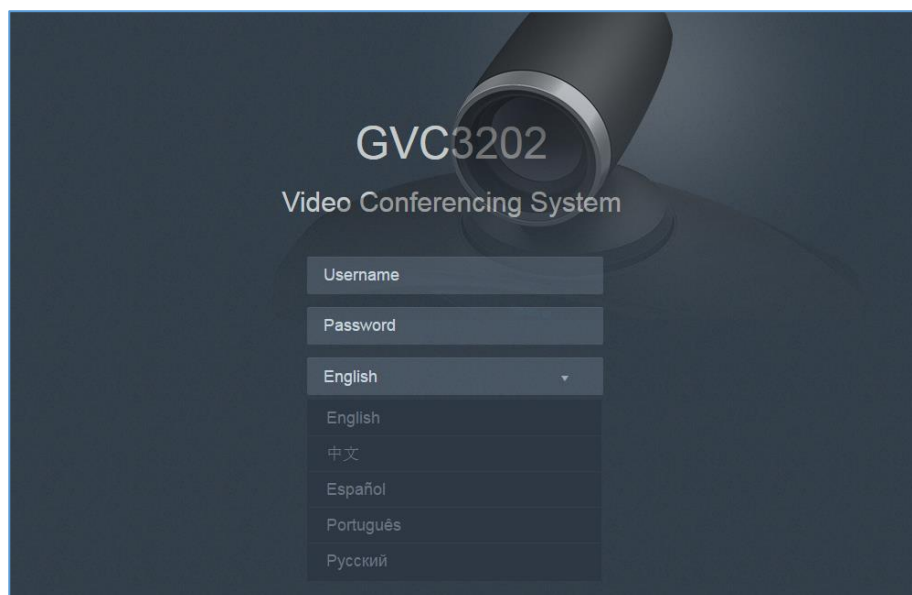 GVC3202
Video Conferencing System
Username
Password
English
English
中文
Español
Português
Русский